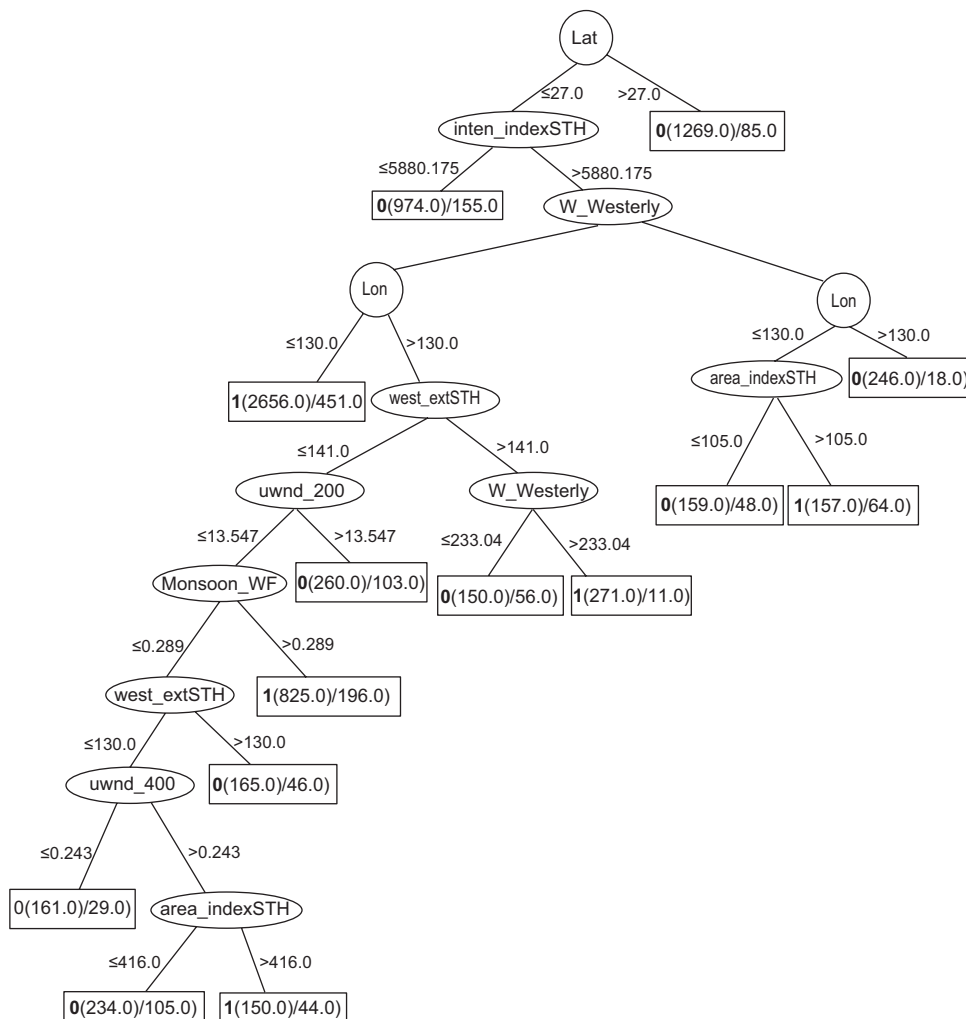 Lat
≤27.0
>27.0
inten_indexSTH
0(1269.0)/85.0
≤5880.175
>5880.175
0(974.0)/155.0
W_Westerly
Lon
Lon
≤130.0
>130.0
≤130.0
>130.0
1(2656.0)/451.0
west_extSTH
area_indexSTH
0(246.0)/18.0)
≤141.0
>141.0
≤105.0
>105.0
uwnd_200
W_Westerly
0(159.0)/48.0)
1(157.0)/64.0)
≤13.547
>13.547
≤233.04
>233.04
Monsoon_WF
0(260.0)/103.0)
0(150.0)/56.0)
1(271.0)/11.0)
≤0.289
>0.289
west_extSTH
1(825.0)/196.0)
≤130.0
>130.0
uwnd_400
0(165.0)/46.0)
≤0.243
>0.243
0(161.0)/29.0)
area_indexSTH
≤416.0
>416.0
0(234.0)/105.0)
1(150.0)/44.0)